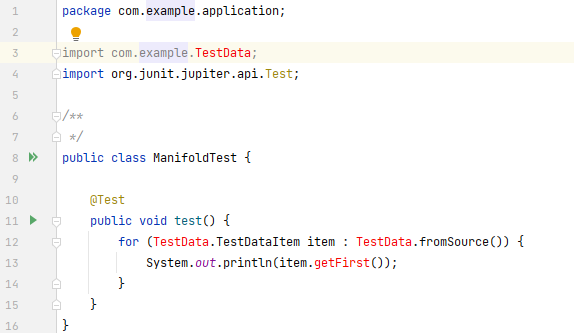 1 package com.example.application;
2
3 import com.example.TestData;
4 import org.junit.jupiter.api.Test;
5
6 /**
7 */
8 public class ManifoldTest {
9
10 @Test
11 public void test() {
12 for (TestData.TestDataItem item : TestData.fromSource()) {
13 System.out.println(item.getFirst());
14 }
15 }
16 }